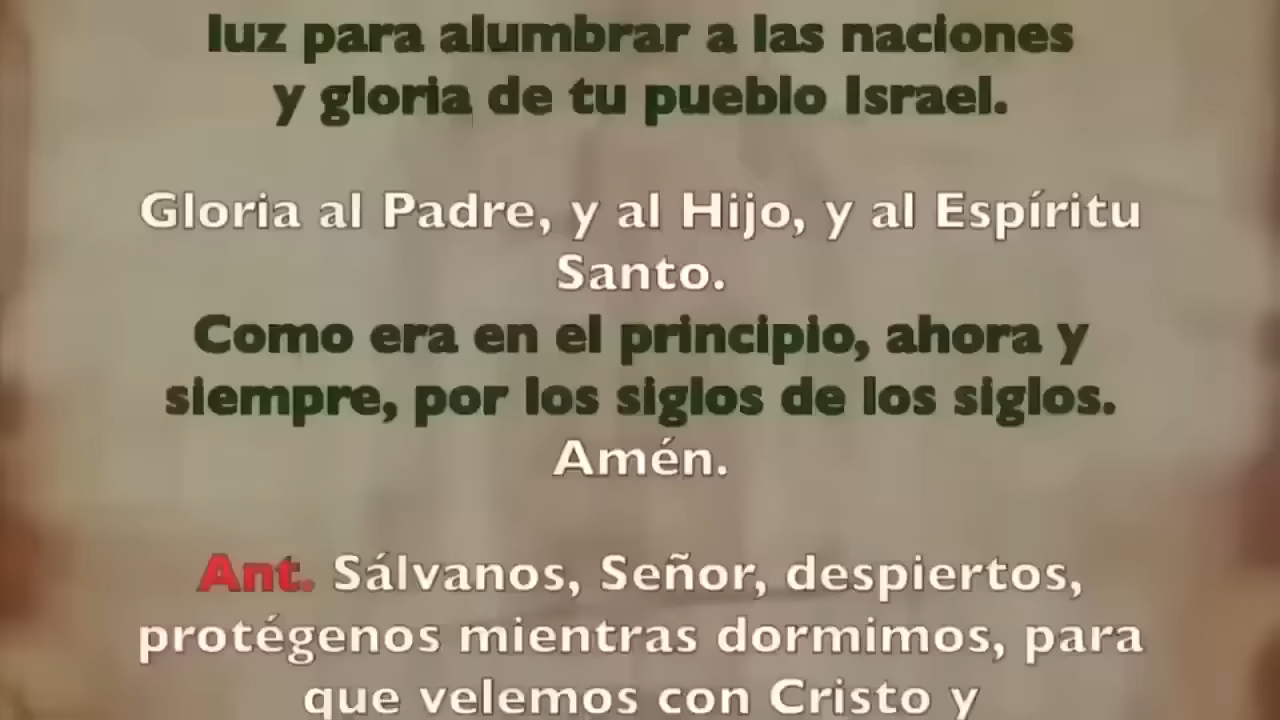 luz para alumbrar a las naciones
y gloria de tu pueblo Israel.
Gloria al Padre, y al Hijo, y al Espíritu
Santo.
Como era en el principio, ahora y
siempre, por los siglos de los siglos.
Amén.
Ant. Sálvanos, Señor, despiertos,
protégenos mientras dormimos, para
que velemos con Cristo y